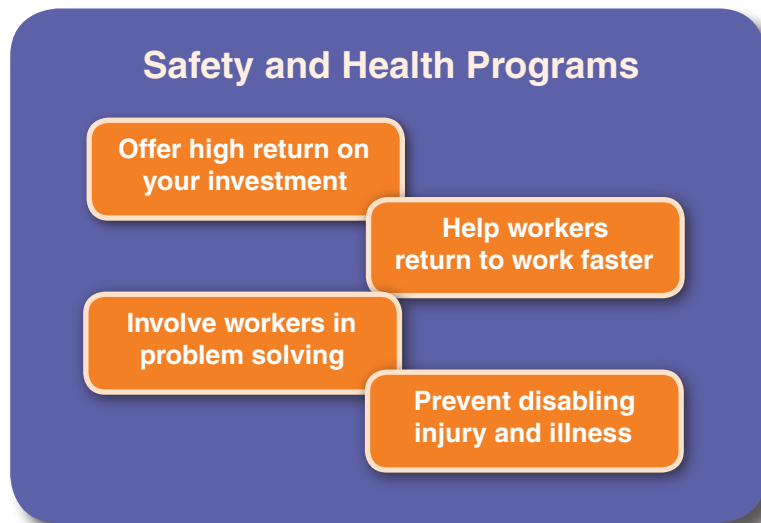 Safety and Health Programs
Offer high return on
your investment
Help workers
return to work faster
Involve workers in
problem solving
Prevent disabling
injury and illness